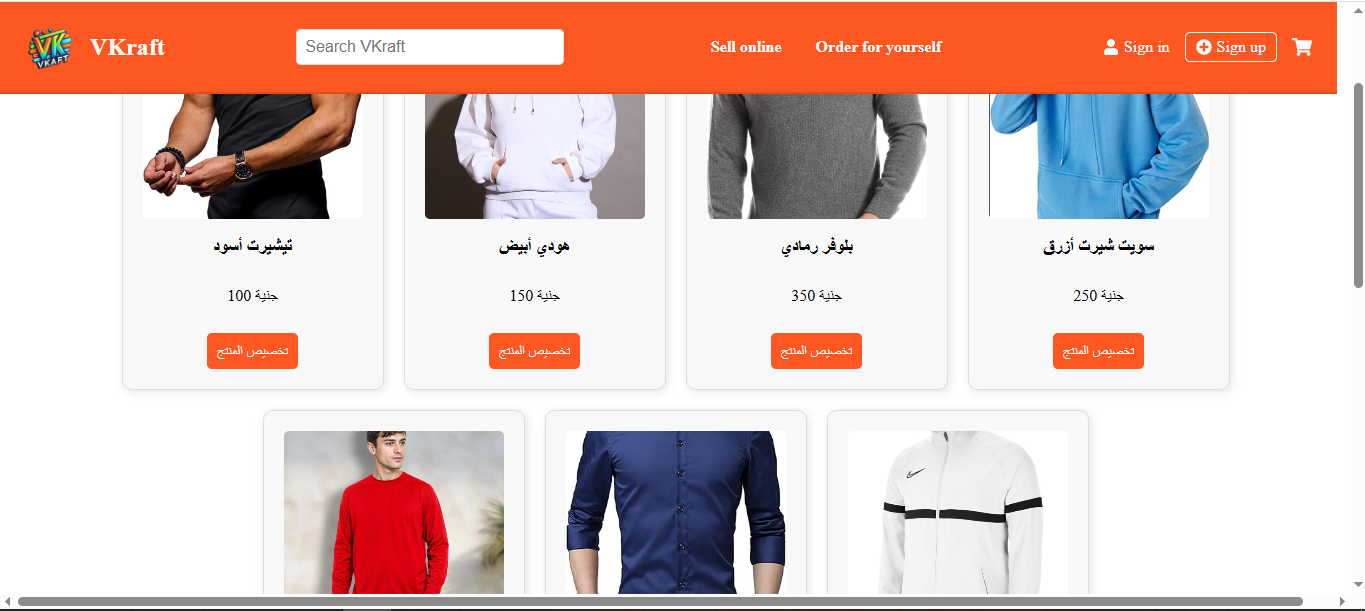 VK
VKAFT
VKraft
Search VKraft
Sell online
Order for yourself
Sign in
Sign up
تيشيرت أسود
هودي أبيض
بلوفر رمادي
سويت شيرت أزرق
100 جنية
150 جنية
350 جنية
250 جنية
تخصيص المنتج
تخصيص المنتج
تخصيص المنتج
تخصيص المنتج